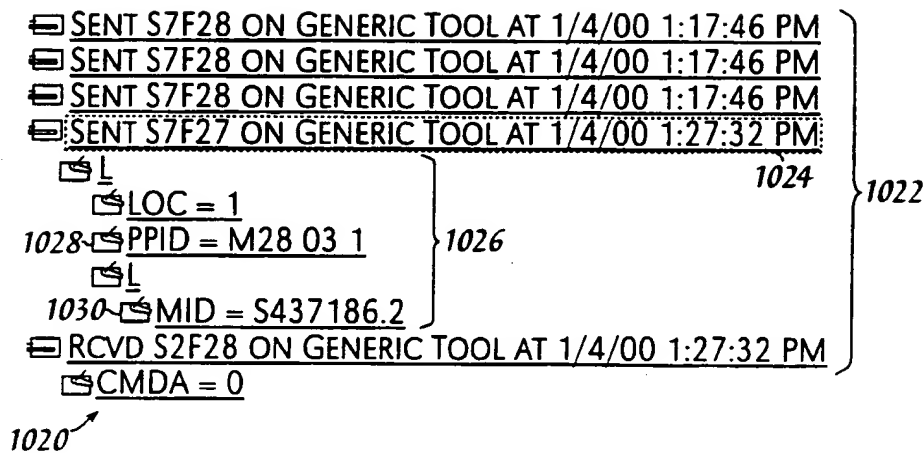 SENT S7F28 ON GENERIC TOOL AT 1/4/00 1:17:46 PM
SENT S7F28 ON GENERIC TOOL AT 1/4/00 1:17:46 PM
SENT S7F28 ON GENERIC TOOL AT 1/4/00 1:17:46 PM
SENT S7F27 ON GENERIC TOOL AT 1/4/00 1:27:32 PM
L 1024 1022
LOC = 1
1028 PPID = M28 03 1 1026
L
1030 MID = S437186.2
RCVD S2F28 ON GENERIC TOOL AT 1/4/00 1:27:32 PM
CMDA = 0
1020